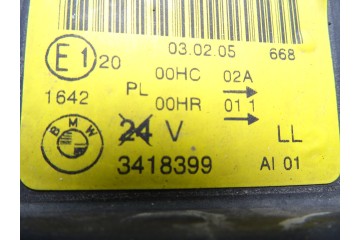 03.02.05 668
E1 20 00HC 02A
PL →
1642 00HR 01 1 →
BMW 24 V LL
3418399 AI 01